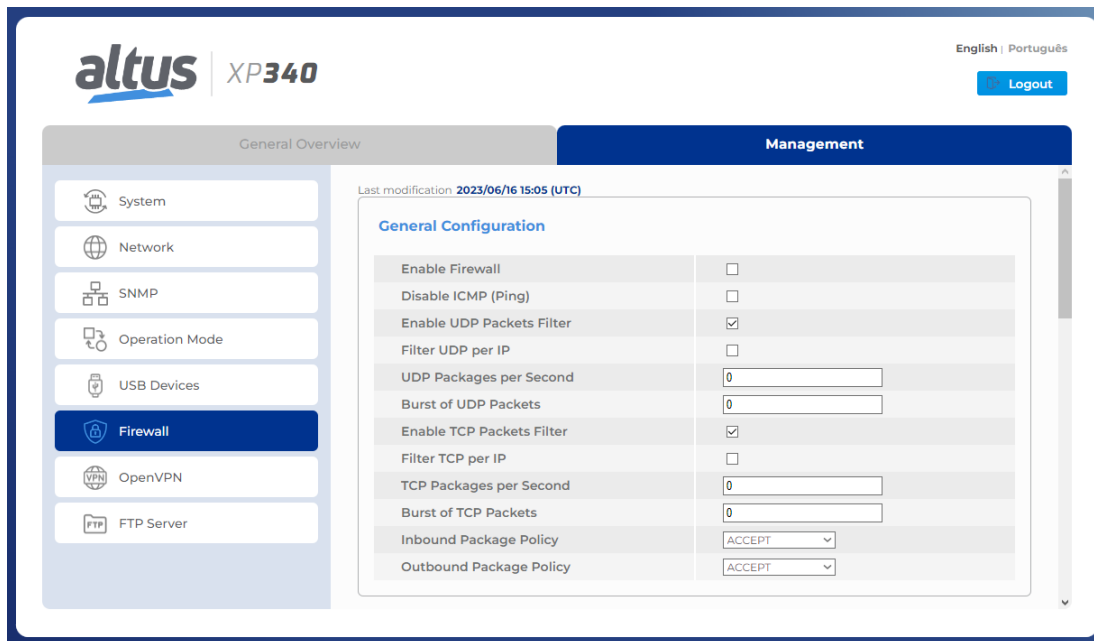 altus XP340
English | Português
Logout
General Overview
Management
System
Network
SNMP
Operation Mode
USB Devices
Firewall
VPN
OpenVPN
FTP
FTP Server
Last modification 2023/06/16 15:05 (UTC)
General Configuration
Enable Firewall
Disable ICMP (Ping)
Enable UDP Packets Filter
Filter UDP per IP
UDP Packages per Second 0
Burst of UDP Packets 0
Enable TCP Packets Filter
Filter TCP per IP
TCP Packages per Second 0
Burst of TCP Packets 0
Inbound Package Policy ACCEPT
Outbound Package Policy ACCEPT